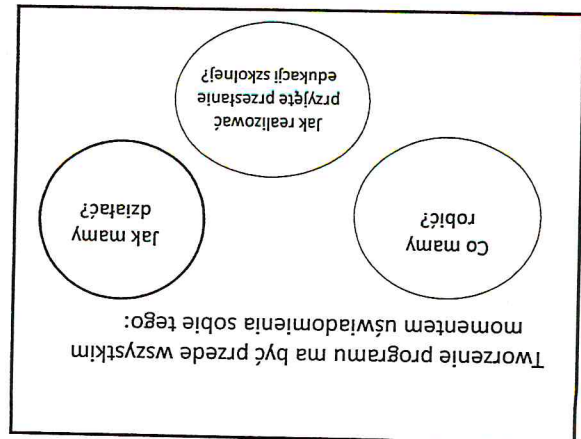 Tworzenie programu ma być przede wszystkim
momentem uświadomienia sobie tego:
Co mamy
robić?
Jak mamy
działać?
Jak realizować
przyjęte przesłanie
edukacji szkolnej?